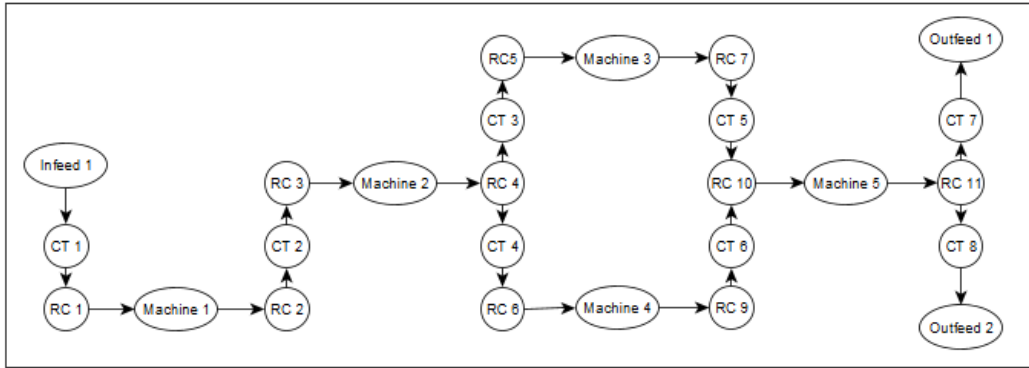 Outfeed 1
RC5
Machine 3
RC 7
CT 3
CT 5
CT 7
Infeed 1
RC 3
Machine 2
RC 4
RC 10
Machine 5
RC 11
CT 1
CT 2
CT 4
CT 6
CT 8
RC 1
Machine 1
RC 2
RC 6
Machine 4
RC 9
Outfeed 2